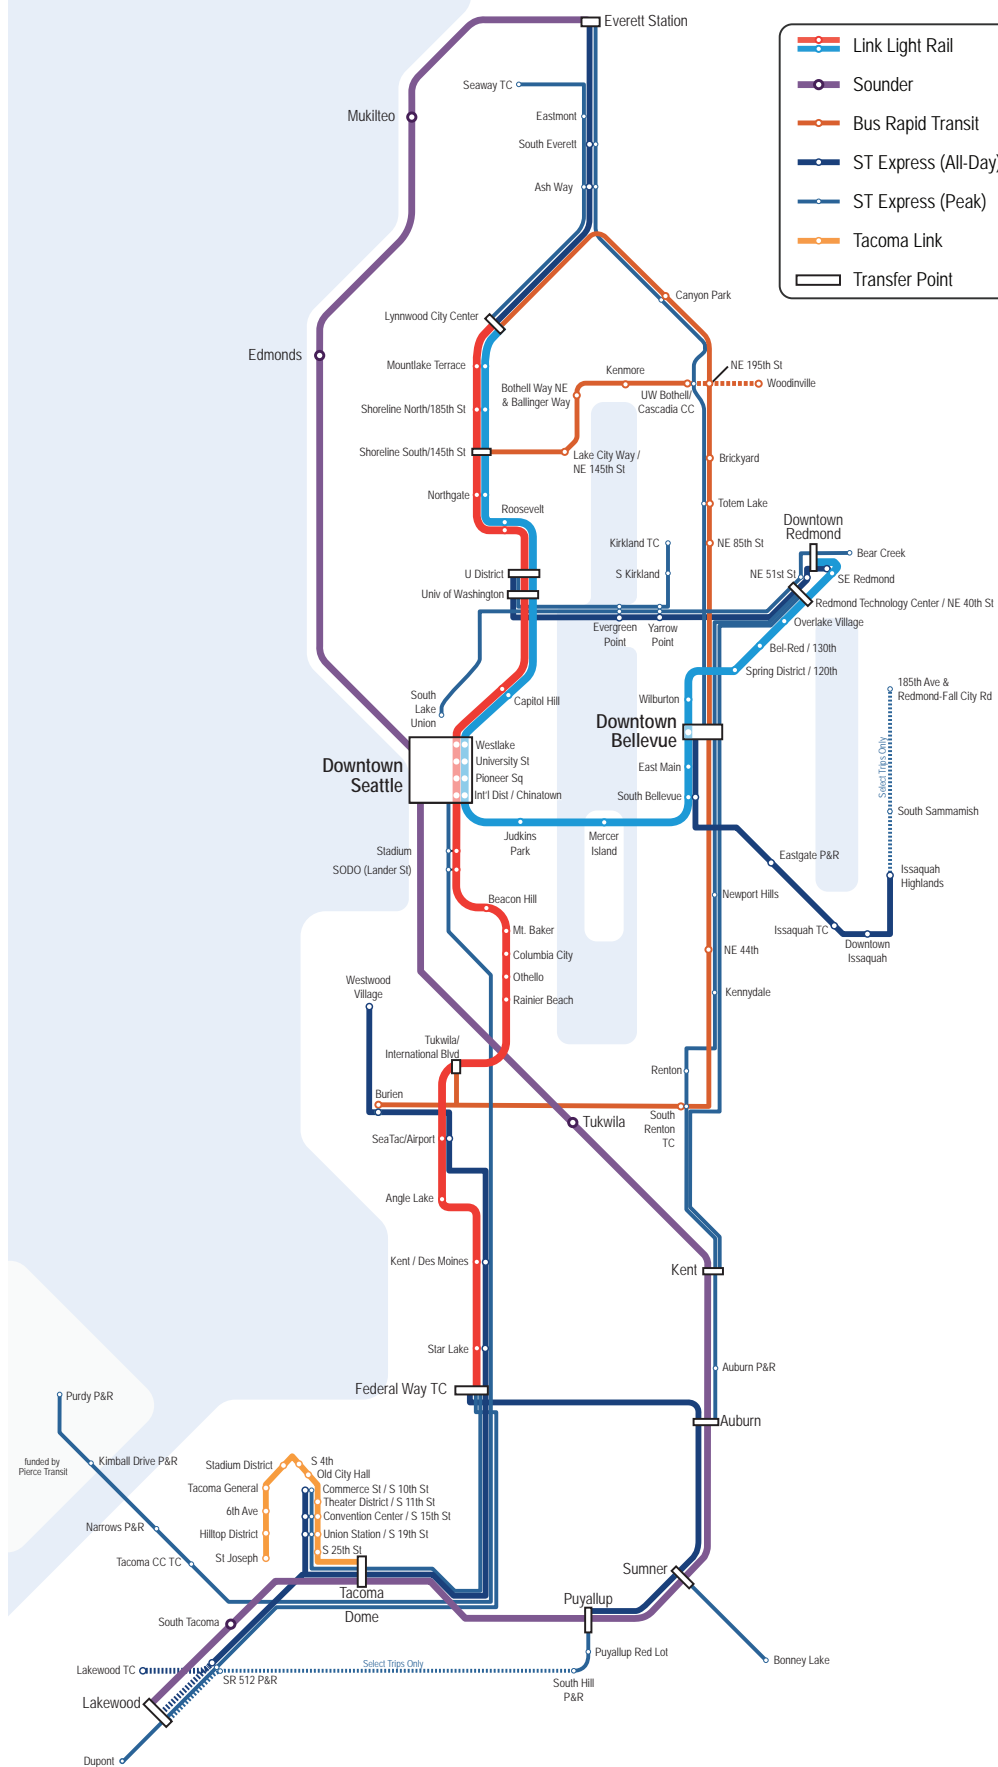 Everett Station
Link Light Rail
Sounder
Bus Rapid Transit
ST Express (All-Day)
ST Express (Peak)
Tacoma Link
Transfer Point
Seaway TC
Mukilteo
Eastmont
South Everett
Ash Way
Canyon Park
Lynnwood City Center
Edmonds
Mountlake Terrace
NE 195th St
Kenmore
Woodinville
Bothell Way NE
& Ballinger Way
UW Bothell/
Cascadia CC
Shoreline North/185th St
Shoreline South/145th St
Lake City Way /
NE 145th St
Brickyard
Northgate
Totem Lake
Roosevelt
Downtown
Redmond
Kirkland TC
NE 85th St
Bear Creek
U District
S Kirkland
NE 51st St
SE Redmond
Univ of Washington
Redmond Technology Center / NE 40th St
Evergreen
Point
Yarrow
Point
Overlake Village
Bel-Red / 130th
Spring District / 120th
South
Lake
Union
Capitol Hill
Wilburton
185th Ave &
Redmond-Fall City Rd
Downtown
Bellevue
Downtown
Seattle
Westlake
University St
Pioneer Sq
Int'l Dist / Chinatown
East Main
South Bellevue
Select Trips Only
South Sammamish
Judkins
Park
Mercer
Island
Stadium
SODO (Lander St)
Eastgate P&R
Issaquah
Highlands
Beacon Hill
Newport Hills
Mt. Baker
Issaquah TC
Downtown
Issaquah
Columbia City
NE 44th
Othello
Westwood
Village
Rainier Beach
Kennydale
Tukwila/
International Blvd
Renton
Burien
Tukwila
South
Renton
TC
SeaTac/Airport
Angle Lake
Kent / Des Moines
Kent
Star Lake
Auburn P&R
Federal Way TC
Purdy P&R
Auburn
funded by
Pierce Transit
Kimball Drive P&R
Stadium District
S 4th
Old City Hall
Tacoma General
Commerce St / S 10th St
Theater District / S 11th St
6th Ave
Convention Center / S 15th St
Narrows P&R
Hilltop District
Union Station / S 19th St
Tacoma CC TC
St Joseph
S 25th St
Tacoma
Dome
Sumner
Puyallup
South Tacoma
Puyallup Red Lot
Bonney Lake
Lakewood TC
SR 512 P&R
Select Trips Only
South Hill
P&R
Lakewood
Dupont